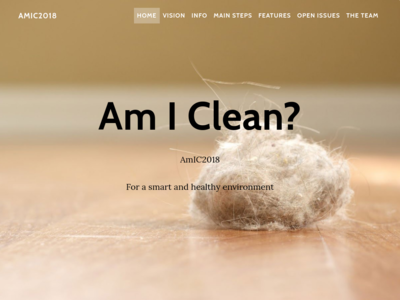 AMIC2018
HOME VISION INFO MAIN STEPS FEATURES OPEN ISSUES THE TEAM
Am I Clean?
AmIC2018
For a smart and healthy environment